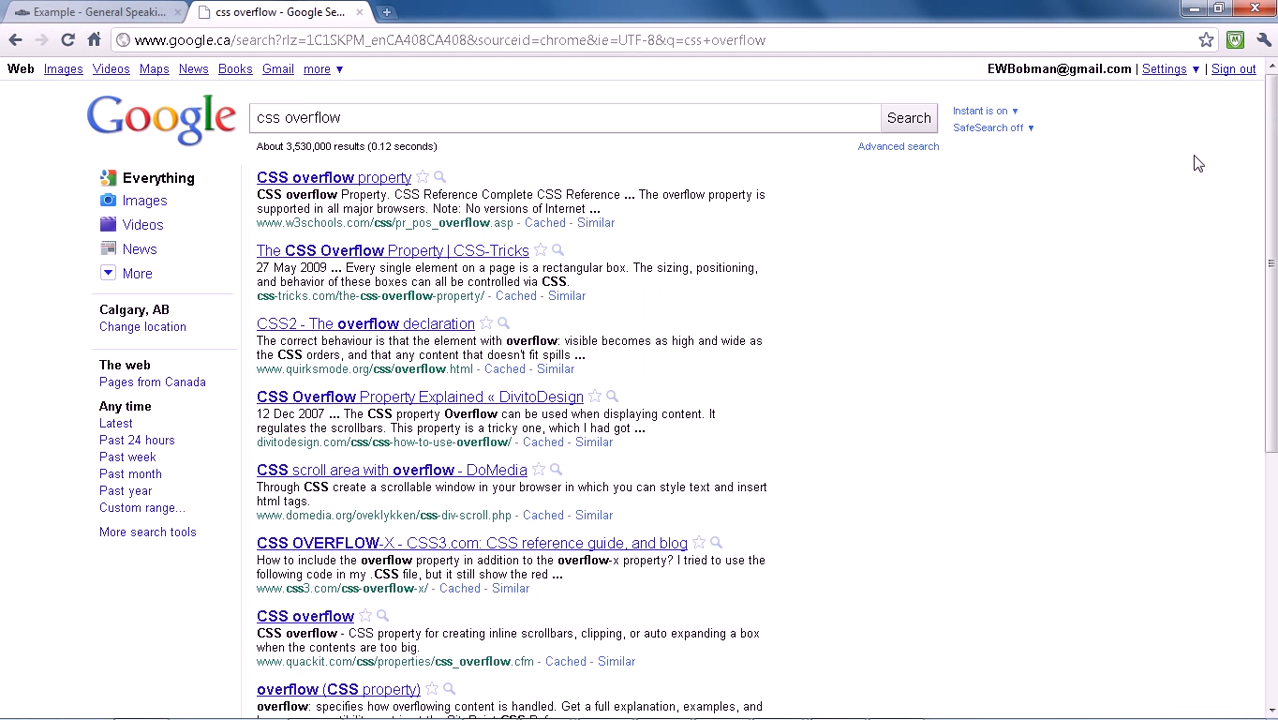 Example - General Speaki...
css overflow - Google Se...
www.google.ca/search?rlz=1C1SKPM_enCA408CA408&sourceid=chrome&ie=UTF-8&q=css+overflow
Web Images Videos Maps News Books Gmail more ▼
EWBobman@gmail.com | Settings ▼ | Sign out
Google
css overflow
Search
Instant is on ▼
SafeSearch off ▼
About 3,530,000 results (0.12 seconds)
Advanced search
Everything
Images
Videos
News
More
Calgary, AB
Change location
The web
Pages from Canada
Any time
Latest
Past 24 hours
Past week
Past month
Past year
Custom range...
More search tools
CSS overflow property
CSS overflow Property. CSS Reference Complete CSS Reference ... The overflow property is
supported in all major browsers. Note: No versions of Internet ...
www.w3schools.com/css/pr_pos_overflow.asp - Cached - Similar
The CSS Overflow Property | CSS-Tricks
27 May 2009 ... Every single element on a page is a rectangular box. The sizing, positioning,
and behavior of these boxes can all be controlled via CSS.
css-tricks.com/the-css-overflow-property/ - Cached - Similar
CSS2 - The overflow declaration
The correct behaviour is that the element with overflow: visible becomes as high and wide as
the CSS orders, and that any content that doesn't fit spills ...
www.quirksmode.org/css/overflow.html - Cached - Similar
CSS Overflow Property Explained « DivitoDesign
12 Dec 2007 ... The CSS property Overflow can be used when displaying content. It
regulates the scrollbars. This property is a tricky one, which I had got ...
divitodesign.com/css/css-how-to-use-overflow/ - Cached - Similar
CSS scroll area with overflow - DoMedia
Through CSS create a scrollable window in your browser in which you can style text and insert
html tags.
www.domedia.org/oveklykken/css-div-scroll.php - Cached - Similar
CSS OVERFLOW-X - CSS3.com: CSS reference guide, and blog
How to include the overflow property in addition to the overflow-x property? I tried to use the
following code in my .CSS file, but it still show the red ...
www.css3.com/css-overflow-x/ - Cached - Similar
CSS overflow
CSS overflow - CSS property for creating inline scrollbars, clipping, or auto expanding a box
when the contents are too big.
www.quackit.com/css/properties/css_overflow.cfm - Cached - Similar
overflow (CSS property)
overflow: specifies how overflowing content is handled. Get a full explanation, examples, and